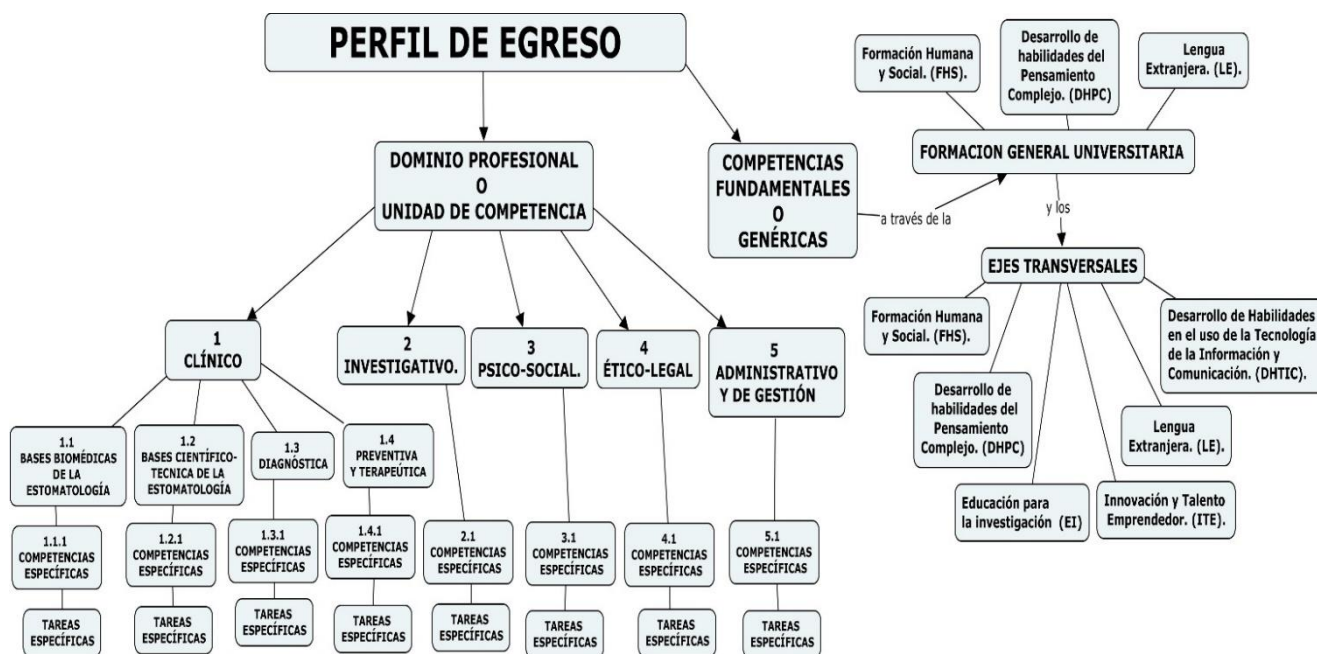 PERFIL DE EGRESO
DOMINIO PROFESIONAL
O
UNIDAD DE COMPETENCIA
COMPETENCIAS
FUNDAMENTALES
O
GENÉRICAS
a través de la
Formación Humana
y Social. (FHS).
Desarrollo de
habilidades del
Pensamiento
Complejo. (DHPC)
Lengua
Extranjera. (LE).
FORMACION GENERAL UNIVERSITARIA
y los
EJES TRANSVERSALES
Formación Humana
y Social. (FHS).
Desarrollo de
habilidades del
Pensamiento
Complejo. (DHPC)
Educación para
la investigación (EI)
Innovación y Talento
Emprendedor. (ITE).
Lengua
Extranjera. (LE).
Desarrollo de Habilidades
en el uso de la Tecnología
de la Información y
Comunicación. (DHTIC).
1
CLÍNICO
2
INVESTIGATIVO.
3
PSICO-SOCIAL.
4
ÉTICO-LEGAL
5
ADMINISTRATIVO
Y DE GESTIÓN
1.1
BASES BIOMÉDICAS
DE LA
ESTOMATOLOGÍA
1.2
BASES CIENTÍFICO-
TECNICA DE LA
ESTOMATOLOGÍA
1.3
DIAGNÓSTICA
1.4
PREVENTIVA
Y TERAPEÚTICA
1.1.1
COMPETENCIAS
ESPECÍFICAS
1.2.1
COMPETENCIAS
ESPECÍFICAS
1.3.1
COMPETENCIAS
ESPECÍFICAS
1.4.1
COMPETENCIAS
ESPECÍFICAS
2.1
COMPETENCIAS
ESPECÍFICAS
3.1
COMPETENCIAS
ESPECÍFICAS
4.1
COMPETENCIAS
ESPECÍFICAS
5.1
COMPETENCIAS
ESPECÍFICAS
TAREAS
ESPECÍFICAS
TAREAS
ESPECÍFICAS
TAREAS
ESPECÍFICAS
TAREAS
ESPECÍFICAS
TAREAS
ESPECÍFICAS
TAREAS
ESPECÍFICAS
TAREAS
ESPECÍFICAS
TAREAS
ESPECÍFICAS